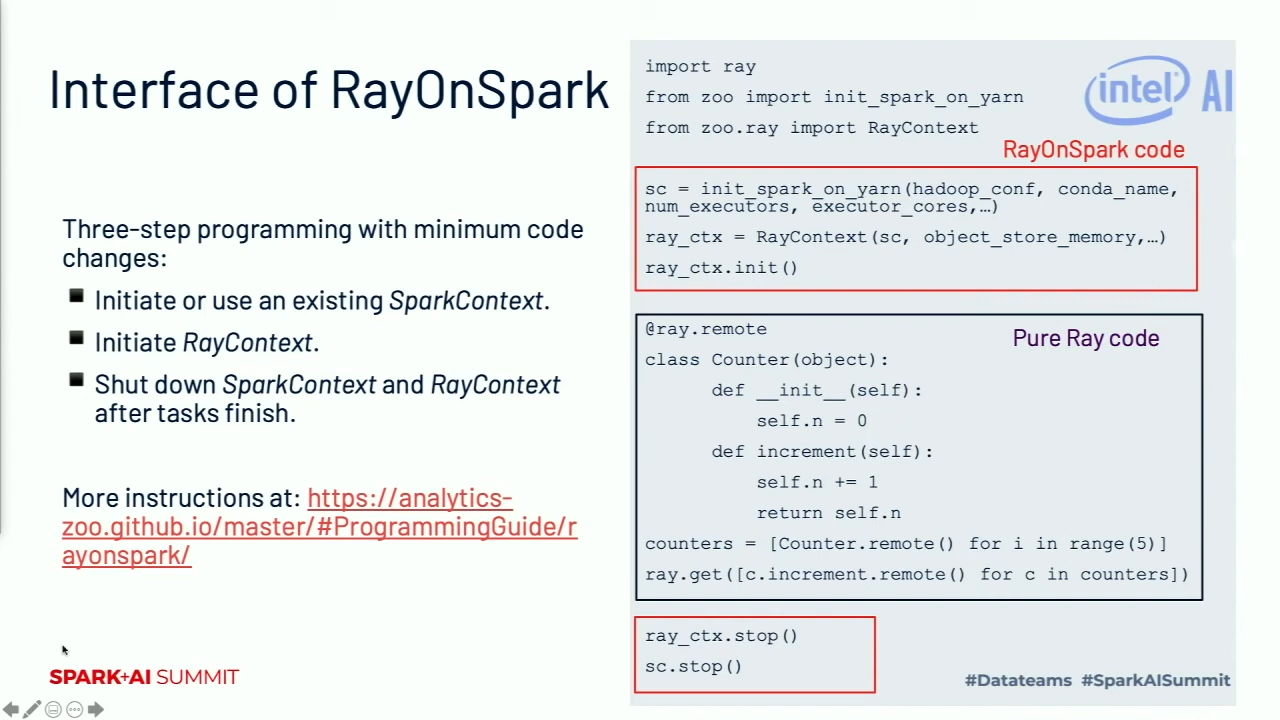 Interface of RayOnSpark
Three-step programming with minimum code
changes:
Initiate or use an existing SparkContext.
Initiate RayContext.
Shut down SparkContext and RayContext
after tasks finish.
More instructions at: https://analytics-
zoo.github.io/master/#ProgrammingGuide/r
ayonspark/
SPARK+AI SUMMIT
import ray
from zoo import init_spark_on_yarn
from zoo.ray import RayContext
intel AI
RayOnSpark code
sc = init_spark_on_yarn(hadoop_conf, conda_name,
num_executors, executor_cores,…)
ray_ctx = RayContext(sc, object_store_memory,…)
ray_ctx.init()
@ray.remote
Pure Ray code
class Counter(object):
def __init__(self):
self.n = 0
def increment(self):
self.n += 1
return self.n
counters = [Counter.remote() for i in range(5)]
ray.get([c.increment.remote() for c in counters])
ray_ctx.stop()
sc.stop()
#Datateams #SparkAISummit